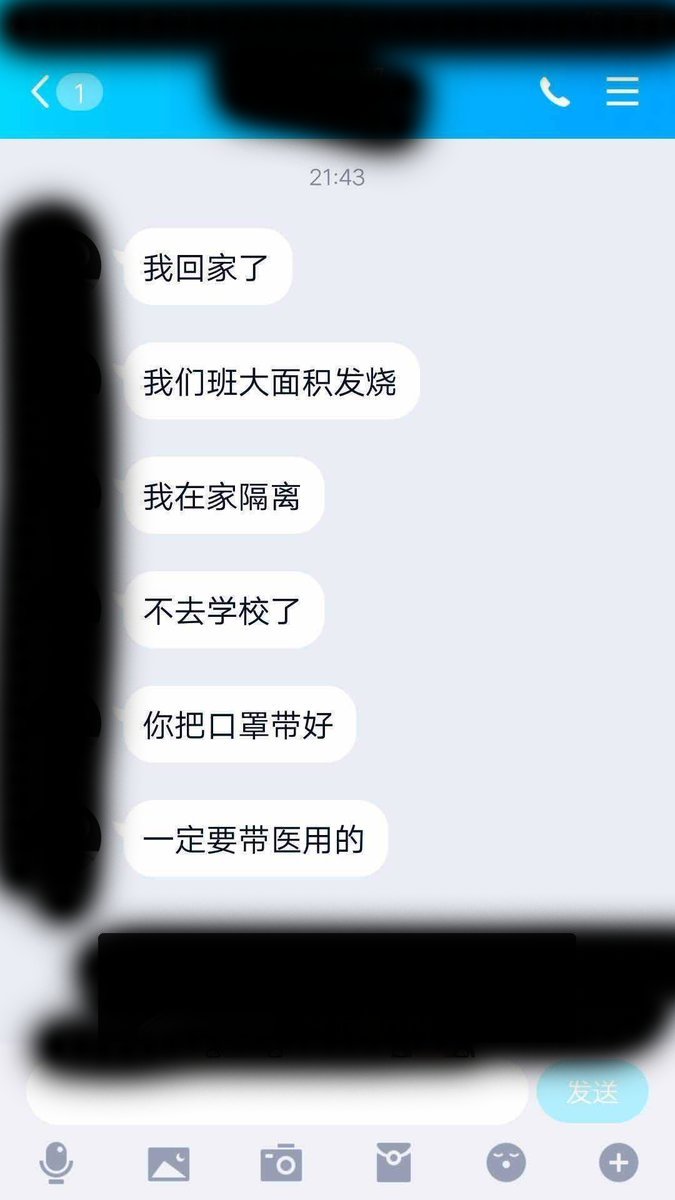 1
21:43
我回家了
我们班大面积发烧
我在家隔离
不去学校了
你把口罩带好
一定要带医用的
发送